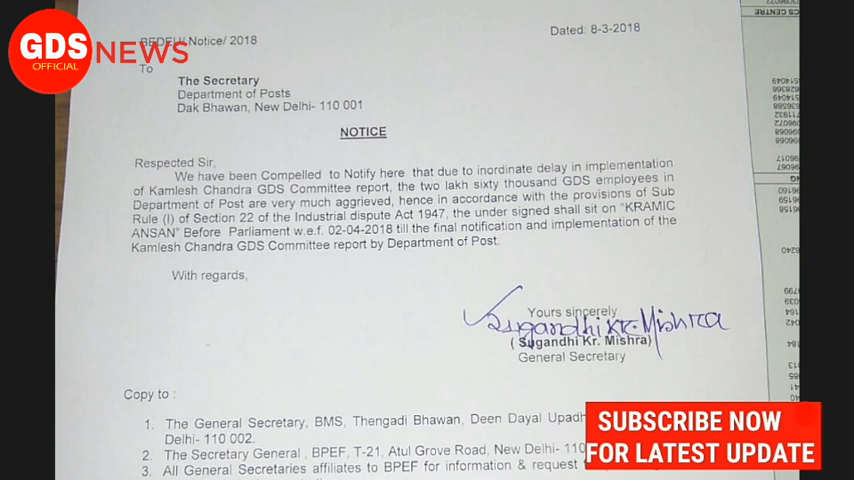 GDS
OFFICIAL
NEWS
BEDEU/ Notice/ 2018
Dated: 8-3-2018
To
The Secretary
Department of Posts
Dak Bhawan, New Delhi- 110 001
NOTICE
Respected Sir,
We have been Compelled to Notify here that due to inordinate delay in implementation
of Kamlesh Chandra GDS Committee report, the two lakh sixty thousand GDS employees in
Department of Post are very much aggrieved, hence in accordance with the provisions of Sub
Rule (I) of Section 22 of the Industrial dispute Act 1947, the under signed shall sit on "KRAMIC
ANSAN" Before Parliament w.e.f. 02-04-2018 till the final notification and implementation of the
Kamlesh Chandra GDS Committee report by Department of Post.
With regards,
Yours sincerely
Sugandhi Kr. Mishra
( Sugandhi Kr. Mishra)
General Secretary
Copy to :
1. The General Secretary, BMS, Thengadi Bhawan, Deen Dayal
Delhi- 110 002.
2. The Secretary General , BPEF, T-21, Atul Grove Road, New Delhi- 110
3. All General Secretaries affiliates to BPEF for information & request
SUBSCRIBE NOW
FOR LATEST UPDATE